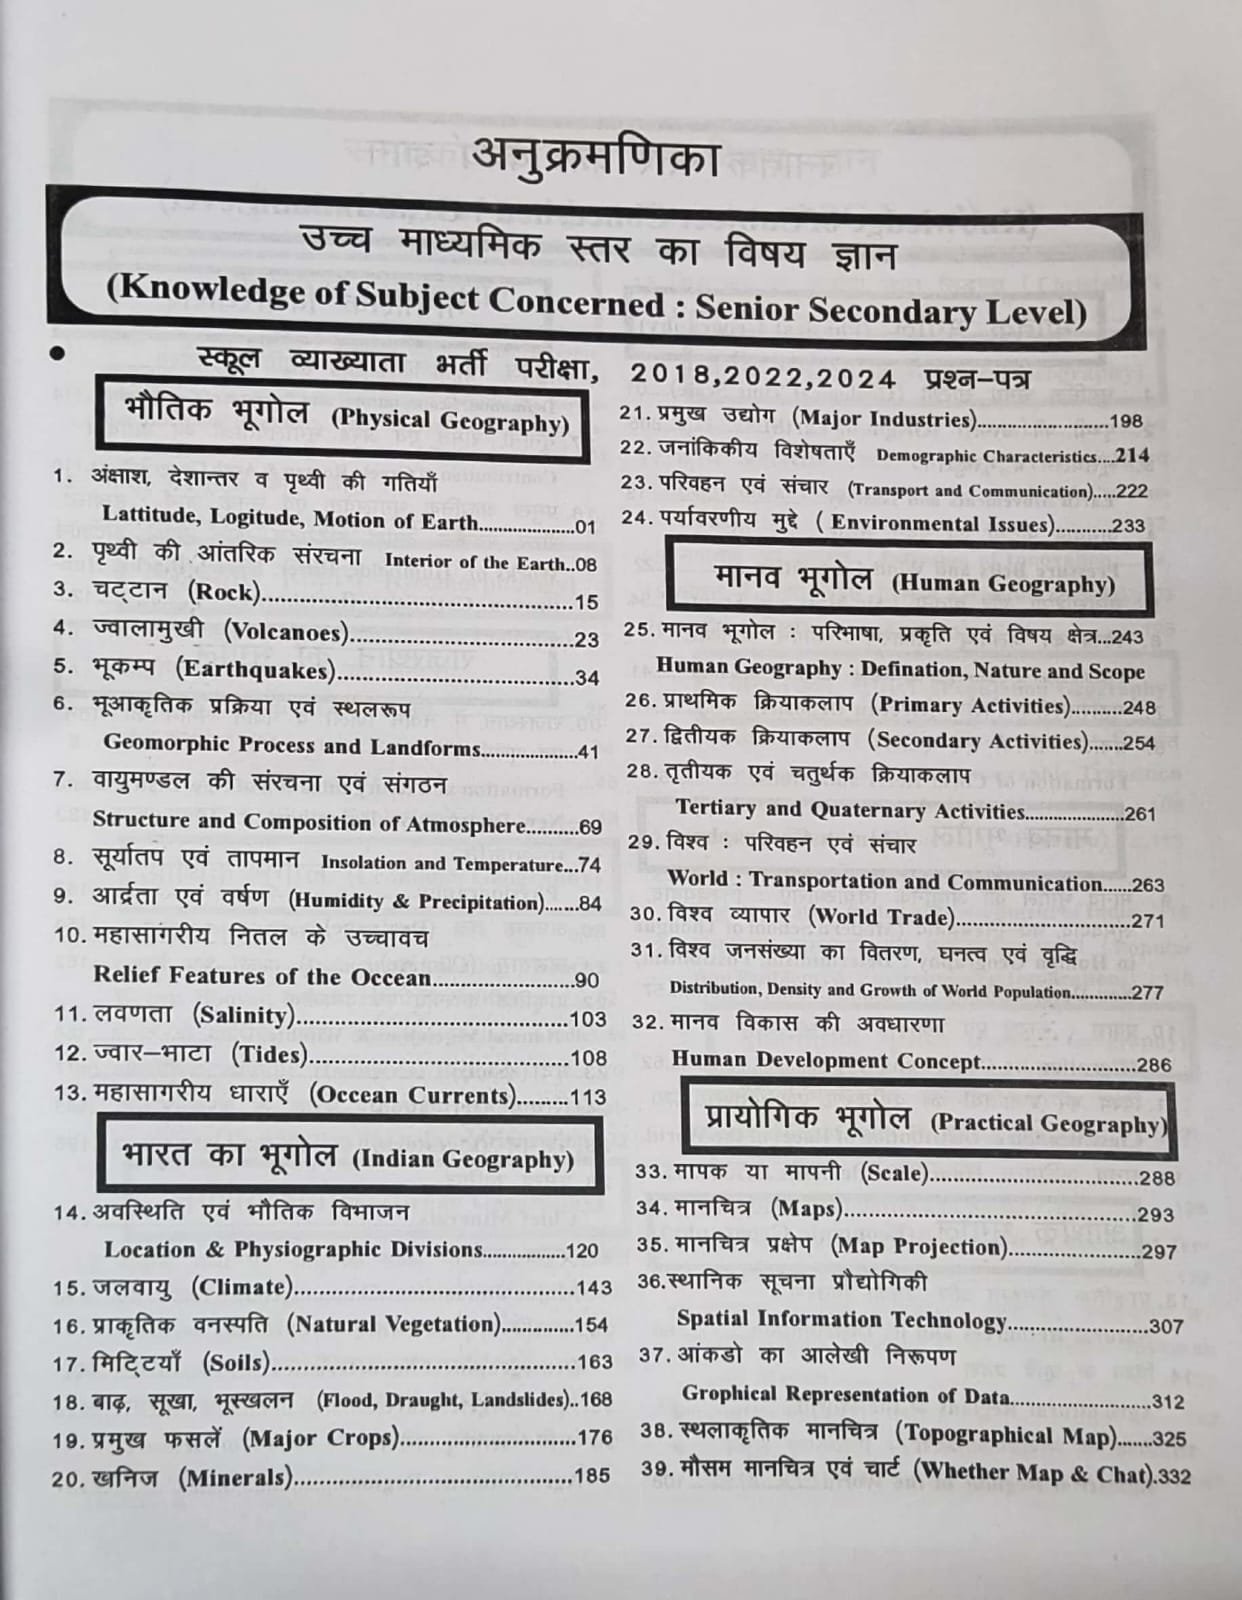 अनुक्रमणिका
उच्च माध्यमिक स्तर का विषय ज्ञान
(Knowledge of Subject Concerned : Senior Secondary Level)
• स्कूल व्याख्याता भर्ती परीक्षा, 2018,2022,2024 प्रश्न–पत्र
भौतिक भूगोल (Physical Geography)
1. अंक्षाश, देशान्तर व पृथ्वी की गतियाँ
Lattitude, Logitude, Motion of Earth....................01
2. पृथ्वी की आंतरिक संरचना Interior of the Earth..08
3. चट्टान (Rock)..................................................15
4. ज्वालामुखी (Volcanoes)....................................23
5. भूकम्प (Earthquakes).......................................34
6. भूआकृतिक प्रक्रिया एवं स्थलरूप
Geomorphic Process and Landforms....................41
7. वायुमण्डल की संरचना एवं संगठन
Structure and Composition of Atmosphere..........69
8. सूर्यातप एवं तापमान Insolation and Temperature...74
9. आर्द्रता एवं वर्षण (Humidity & Precipitation).......84
10. महासागरीय नितल के उच्चावच
Relief Features of the Occean...........................90
11. लवणता (Salinity)............................................103
12. ज्वार–भाटा (Tides)..........................................108
13. महासागरीय धाराएँ (Occean Currents).........113
भारत का भूगोल (Indian Geography)
14. अवस्थिति एवं भौतिक विभाजन
Location & Physiographic Divisions.................120
15. जलवायु (Climate)..............................................143
16. प्राकृतिक वनस्पति (Natural Vegetation)..............154
17. मिट्टियाँ (Soils)..................................................163
18. बाढ़, सूखा, भूस्खलन (Flood, Draught, Landslides)..168
19. प्रमुख फसलें (Major Crops).............................176
20. खनिज (Minerals)..............................................185
21. प्रमुख उद्योग (Major Industries).........................198
22. जनांकिकीय विशेषताएँ Demographic Characteristics....214
23. परिवहन एवं संचार (Transport and Communication).....222
24. पर्यावरणीय मुद्दे ( Environmental Issues)..........233
मानव भूगोल (Human Geography)
25. मानव भूगोल : परिभाषा, प्रकृति एवं विषय क्षेत्र...243
Human Geography : Defination, Nature and Scope
26. प्राथमिक क्रियाकलाप (Primary Activities).........248
27. द्वितीयक क्रियाकलाप (Secondary Activities).......254
28. तृतीयक एवं चतुर्थक क्रियाकलाप
Tertiary and Quaternary Activities......................261
29. विश्व : परिवहन एवं संचार
World : Transportation and Communication......263
30. विश्व व्यापार (World Trade)..............................271
31. विश्व जनसंख्या का वितरण, घनत्व एवं वृद्धि
Distribution, Density and Growth of World Population.............277
32. मानव विकास की अवधारणा
Human Development Concept..........................286
प्रायोगिक भूगोल (Practical Geography)
33. मापक या मापनी (Scale)...................................288
34. मानचित्र (Maps)................................................293
35. मानचित्र प्रक्षेप (Map Projection)......................297
36.स्थानिक सूचना प्रौद्योगिकी
Spatial Information Technology.......................307
37. आंकडो का आलेखी निरूपण
Grophical Representation of Data.......................312
38. स्थलाकृतिक मानचित्र (Topographical Map).......325
39. मौसम मानचित्र एवं चार्ट (Whether Map & Chat).332